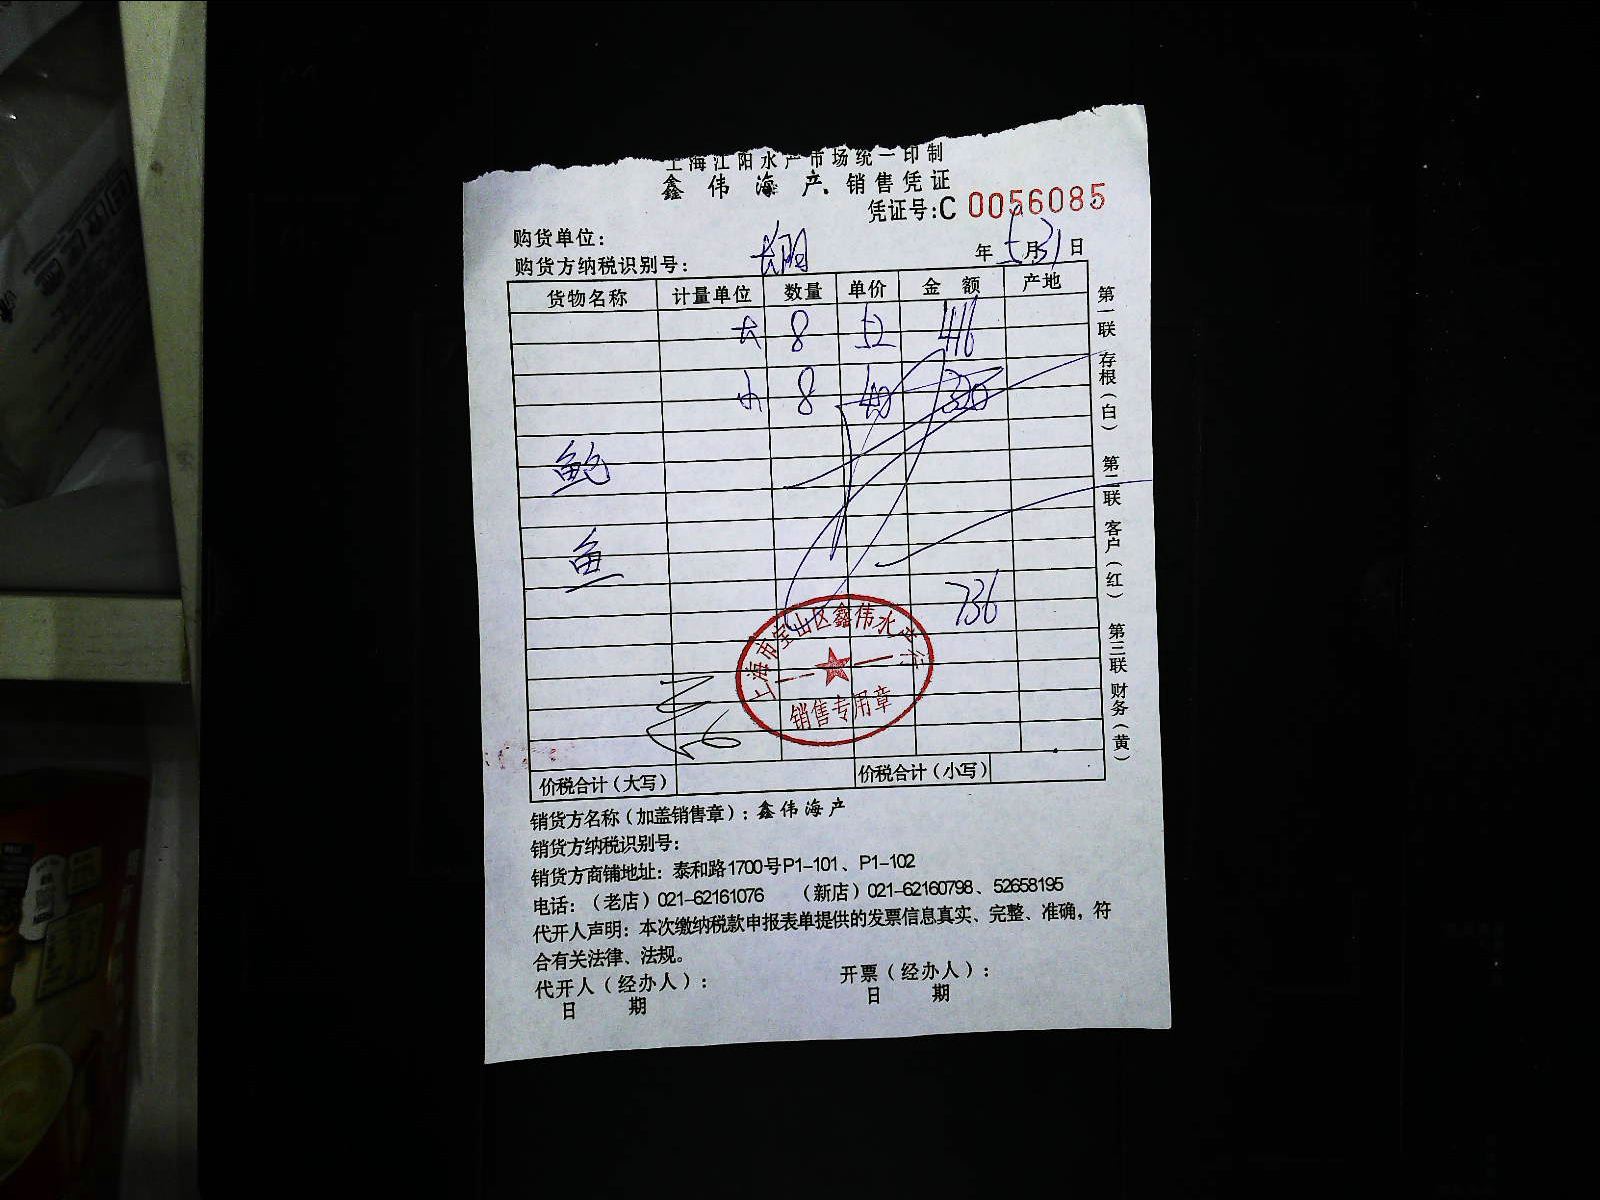 上海江阳水产市场统一印制
鑫伟海产 销售凭证
凭证号:C 0056085
购货单位:
购货方纳税识别号: 年 5月31日
货物名称 计量单位 数量 单价 金额 产地
大 8 52 416
小 8 40 320
鲍
鱼
736
上海市宝山区鑫伟水产行
销售专用章
价税合计(大写) 价税合计(小写)
第一联 存根(白) 第二联 客户(红) 第三联 财务(黄)
销货方名称(加盖销售章): 鑫伟海产
销货方纳税识别号:
销货方商铺地址: 泰和路1700号P1-101、P1-102
电话:(老店)021-62161076 (新店)021-62160798、52658195
代开人声明: 本次缴纳税款申报表单提供的发票信息真实、完整、准确,符
合有关法律、法规。
代开人(经办人): 开票(经办人):
日 期 日 期